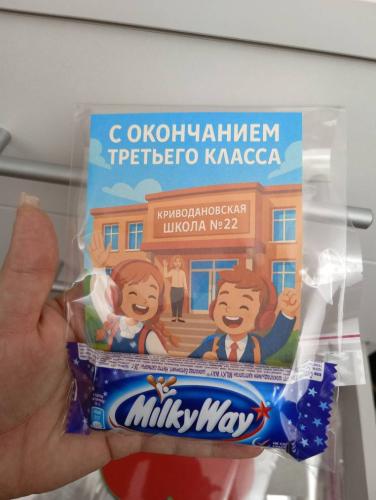 С ОКОНЧАНИЕМ
ТРЕТЬЕГО КЛАССА
КРИВОДАНОВСКАЯ
ШКОЛА №22
MilkyWay